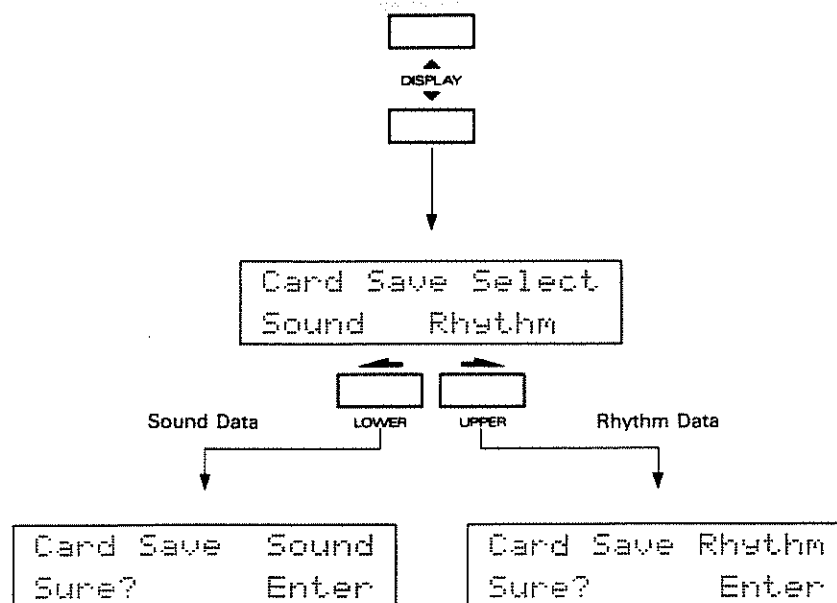 DISPLAY
Card Save Select
Sound Rhythm
LOWER UPPER
Sound Data
Rhythm Data
Card Save Sound
Sure? Enter
Card Save Rhythm
Sure? Enter